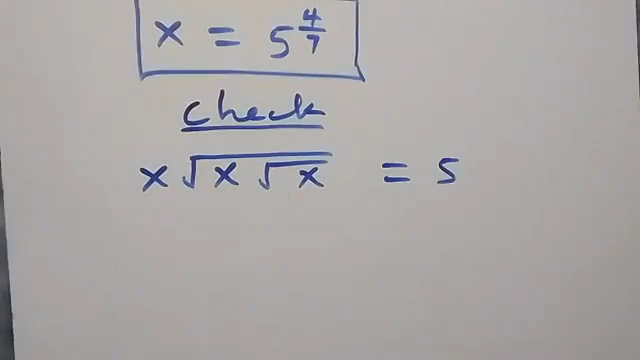 x = 5^{4/7}
Check
x√(x√x) = 5